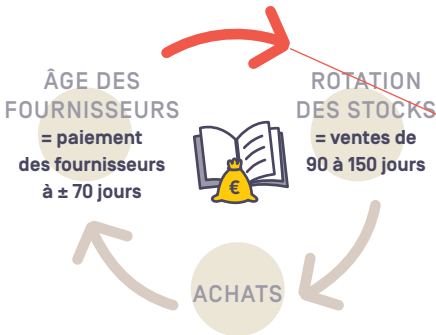 ÂGE DES
FOURNISSEURS
= paiement
des fournisseurs
à ± 70 jours
ROTATION
DES STOCKS
= ventes de
90 à 150 jours
€
ACHATS